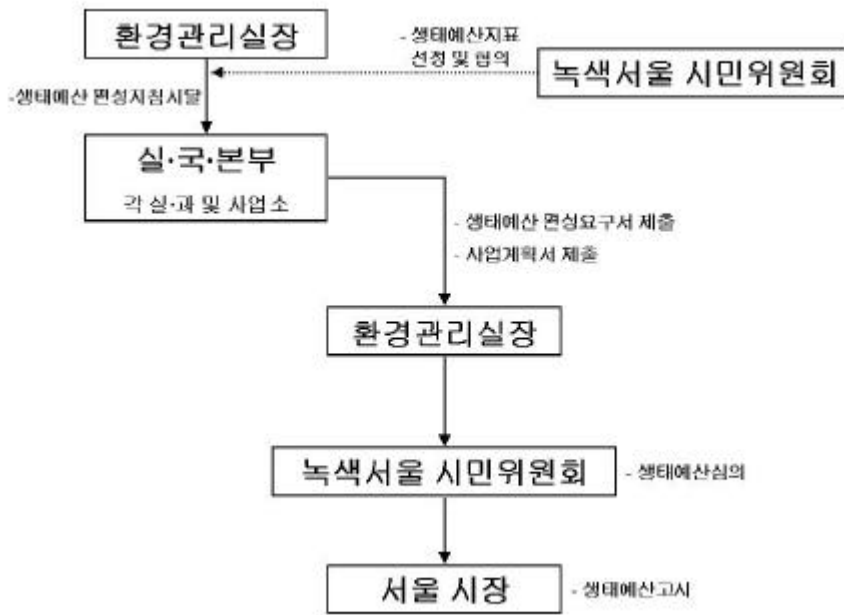 환경관리실장
- 생태예산지표
선정 및 협의
녹색서울 시민위원회
-생태예산 편성지침시달
실·국·본부
각 실·과 및 사업소
- 생태예산 편성요구서 제출
- 사업계획서 제출
환경관리실장
녹색서울 시민위원회
- 생태예산심의
서울 시장
- 생태예산고시